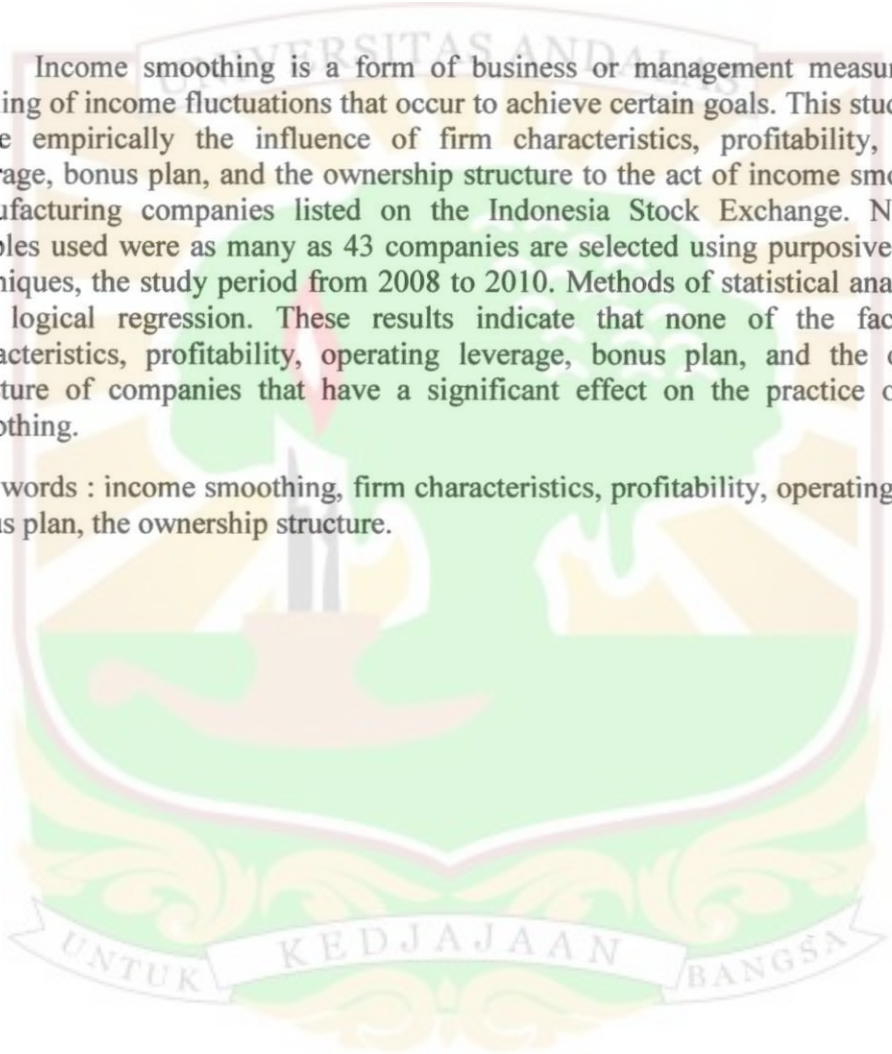 UNIVERSITAS ANDALAS
Income smoothing is a form of business or management measur
ing of income fluctuations that occur to achieve certain goals. This stud
e empirically the influence of firm characteristics, profitability,
rage, bonus plan, and the ownership structure to the act of income smo
ufacturing companies listed on the Indonesia Stock Exchange. N
les used were as many as 43 companies are selected using purposive
niques, the study period from 2008 to 2010. Methods of statistical ana
logical regression. These results indicate that none of the fac
acteristics, profitability, operating leverage, bonus plan, and the o
ture of companies that have a significant effect on the practice o
othing.
words : income smoothing, firm characteristics, profitability, operating
s plan, the ownership structure.
UNTUK KEDJAJAAN BANGSA